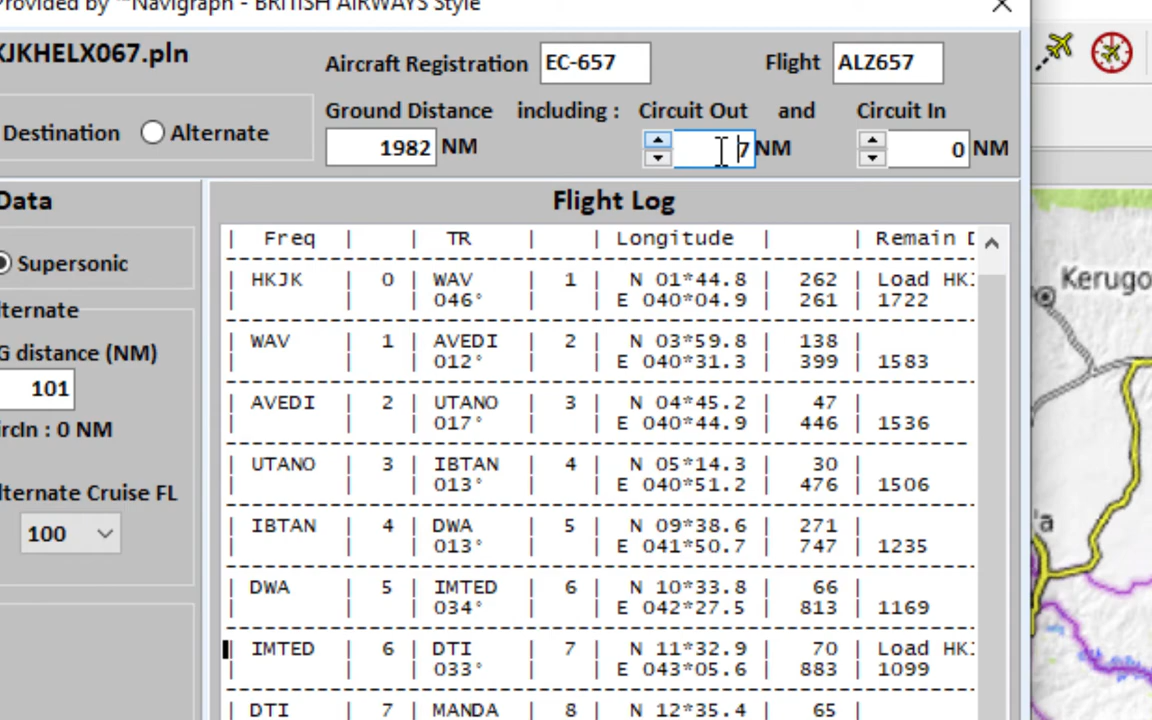 Provided by ™Navigraph - BRITISH AIRWAYS Style
KJKHELX067.pln
Aircraft Registration EC-657 Flight ALZ657
Destination Alternate
Ground Distance including : Circuit Out and Circuit In
1982 NM 7 NM 0 NM
Data
Flight Log
| Freq | | TR | | Longitude | | Remain D
Supersonic
| HKJK | 0 | WAV | 1 | N 01*44.8 | 262 | Load HKJ
| | 046° | | E 040*04.9 | 261 | 1722
lternate
G distance (NM)
| WAV | 1 | AVEDI | 2 | N 03*59.8 | 138 |
| | 012° | | E 040*31.3 | 399 | 1583
101
| AVEDI | 2 | UTANO | 3 | N 04*45.2 | 47 |
| | 017° | | E 040*44.9 | 446 | 1536
ircIn : 0 NM
| UTANO | 3 | IBTAN | 4 | N 05*14.3 | 30 |
| | 013° | | E 040*51.2 | 476 | 1506
lternate Cruise FL
100
| IBTAN | 4 | DWA | 5 | N 09*38.6 | 271 |
| | 013° | | E 041*50.7 | 747 | 1235
| DWA | 5 | IMTED | 6 | N 10*33.8 | 66 |
| | 034° | | E 042*27.5 | 813 | 1169
| IMTED | 6 | DTI | 7 | N 11*32.9 | 70 | Load HKJ
| | 033° | | E 043*05.6 | 883 | 1099
| DTI | 7 | MANDA | 8 | N 12*35.4 | 65 |
Kerugo
'a